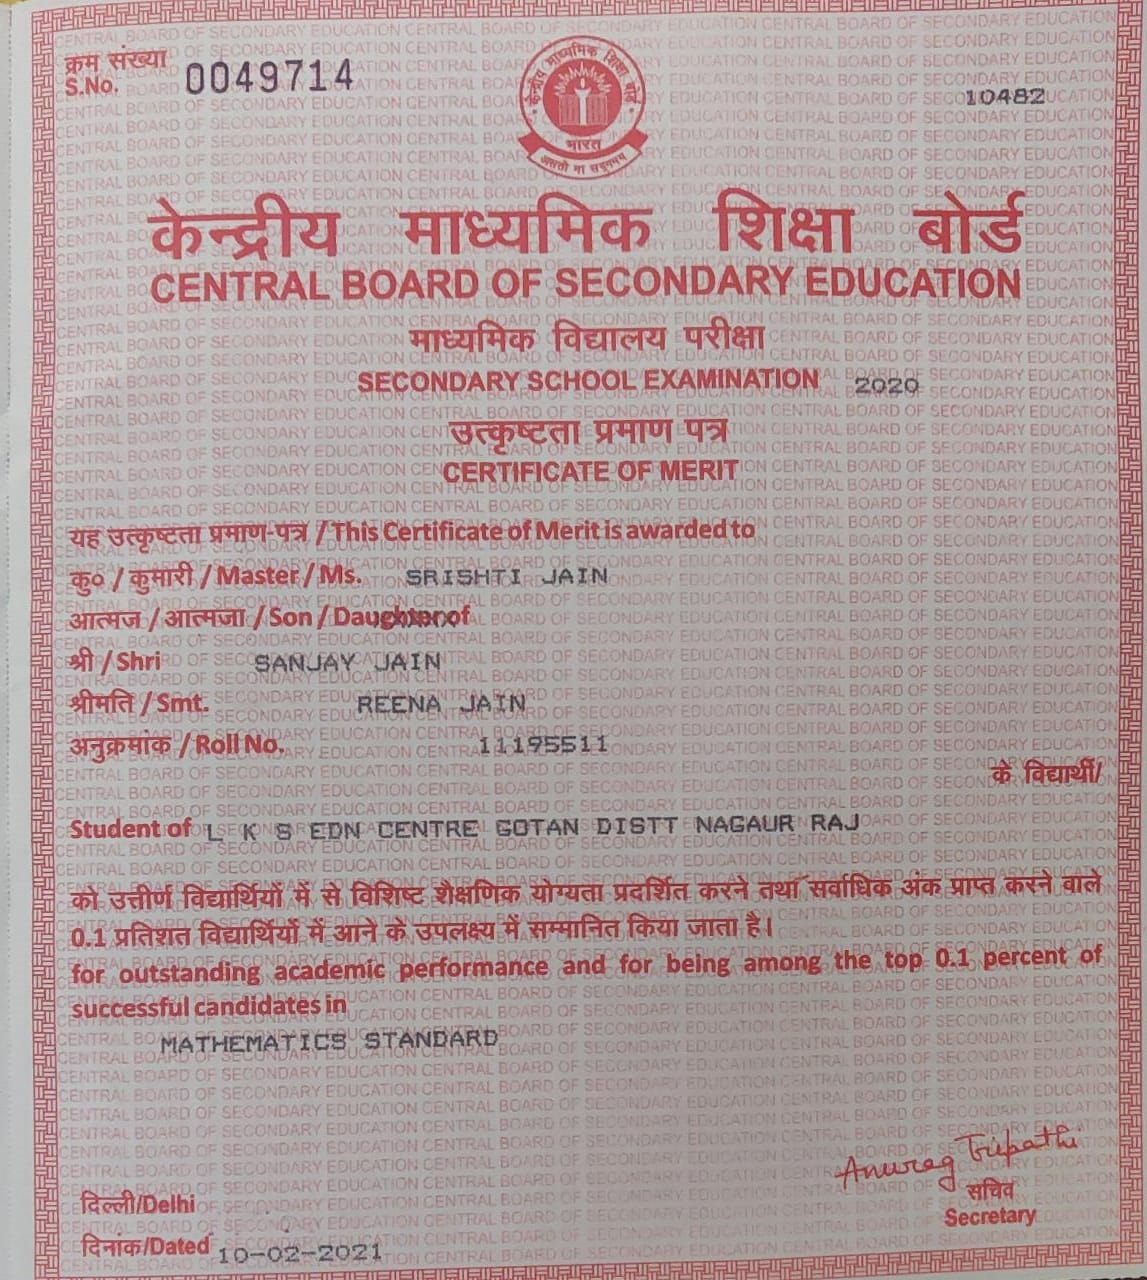 क्रम संख्या
S.No. 0049714
10482
केन्द्रीय माध्यमिक शिक्षा बोर्ड
भारत
असतो मा सद्गमय
केन्द्रीय माध्यमिक शिक्षा बोर्ड
CENTRAL BOARD OF SECONDARY EDUCATION
माध्यमिक विद्यालय परीक्षा
SECONDARY SCHOOL EXAMINATION 2020
उत्कृष्टता प्रमाण पत्र
CERTIFICATE OF MERIT
यह उत्कृष्टता प्रमाण-पत्र / This Certificate of Merit is awarded to
कु० / कुमारी / Master / Ms. SRISHTI JAIN
आत्मज / आत्मजा / Son / Daughter of
श्री / Shri SANJAY JAIN
श्रीमति / Smt. REENA JAIN
अनुक्रमांक / Roll No. 11195511
के विद्यार्थी/
Student of L K S EDN CENTRE GOTAN DISTT NAGAUR RAJ
को उत्तीर्ण विद्यार्थियों में से विशिष्ट शैक्षणिक योग्यता प्रदर्शित करने तथा सर्वाधिक अंक प्राप्त करने वाले
0.1 प्रतिशत विद्यार्थियों में आने के उपलक्ष्य में सम्मानित किया जाता है।
for outstanding academic performance and for being among the top 0.1 percent of
successful candidates in
MATHEMATICS STANDARD
Anurag Tripathi
सचिव
Secretary
दिल्ली/Delhi
दिनांक/Dated 10-02-2021